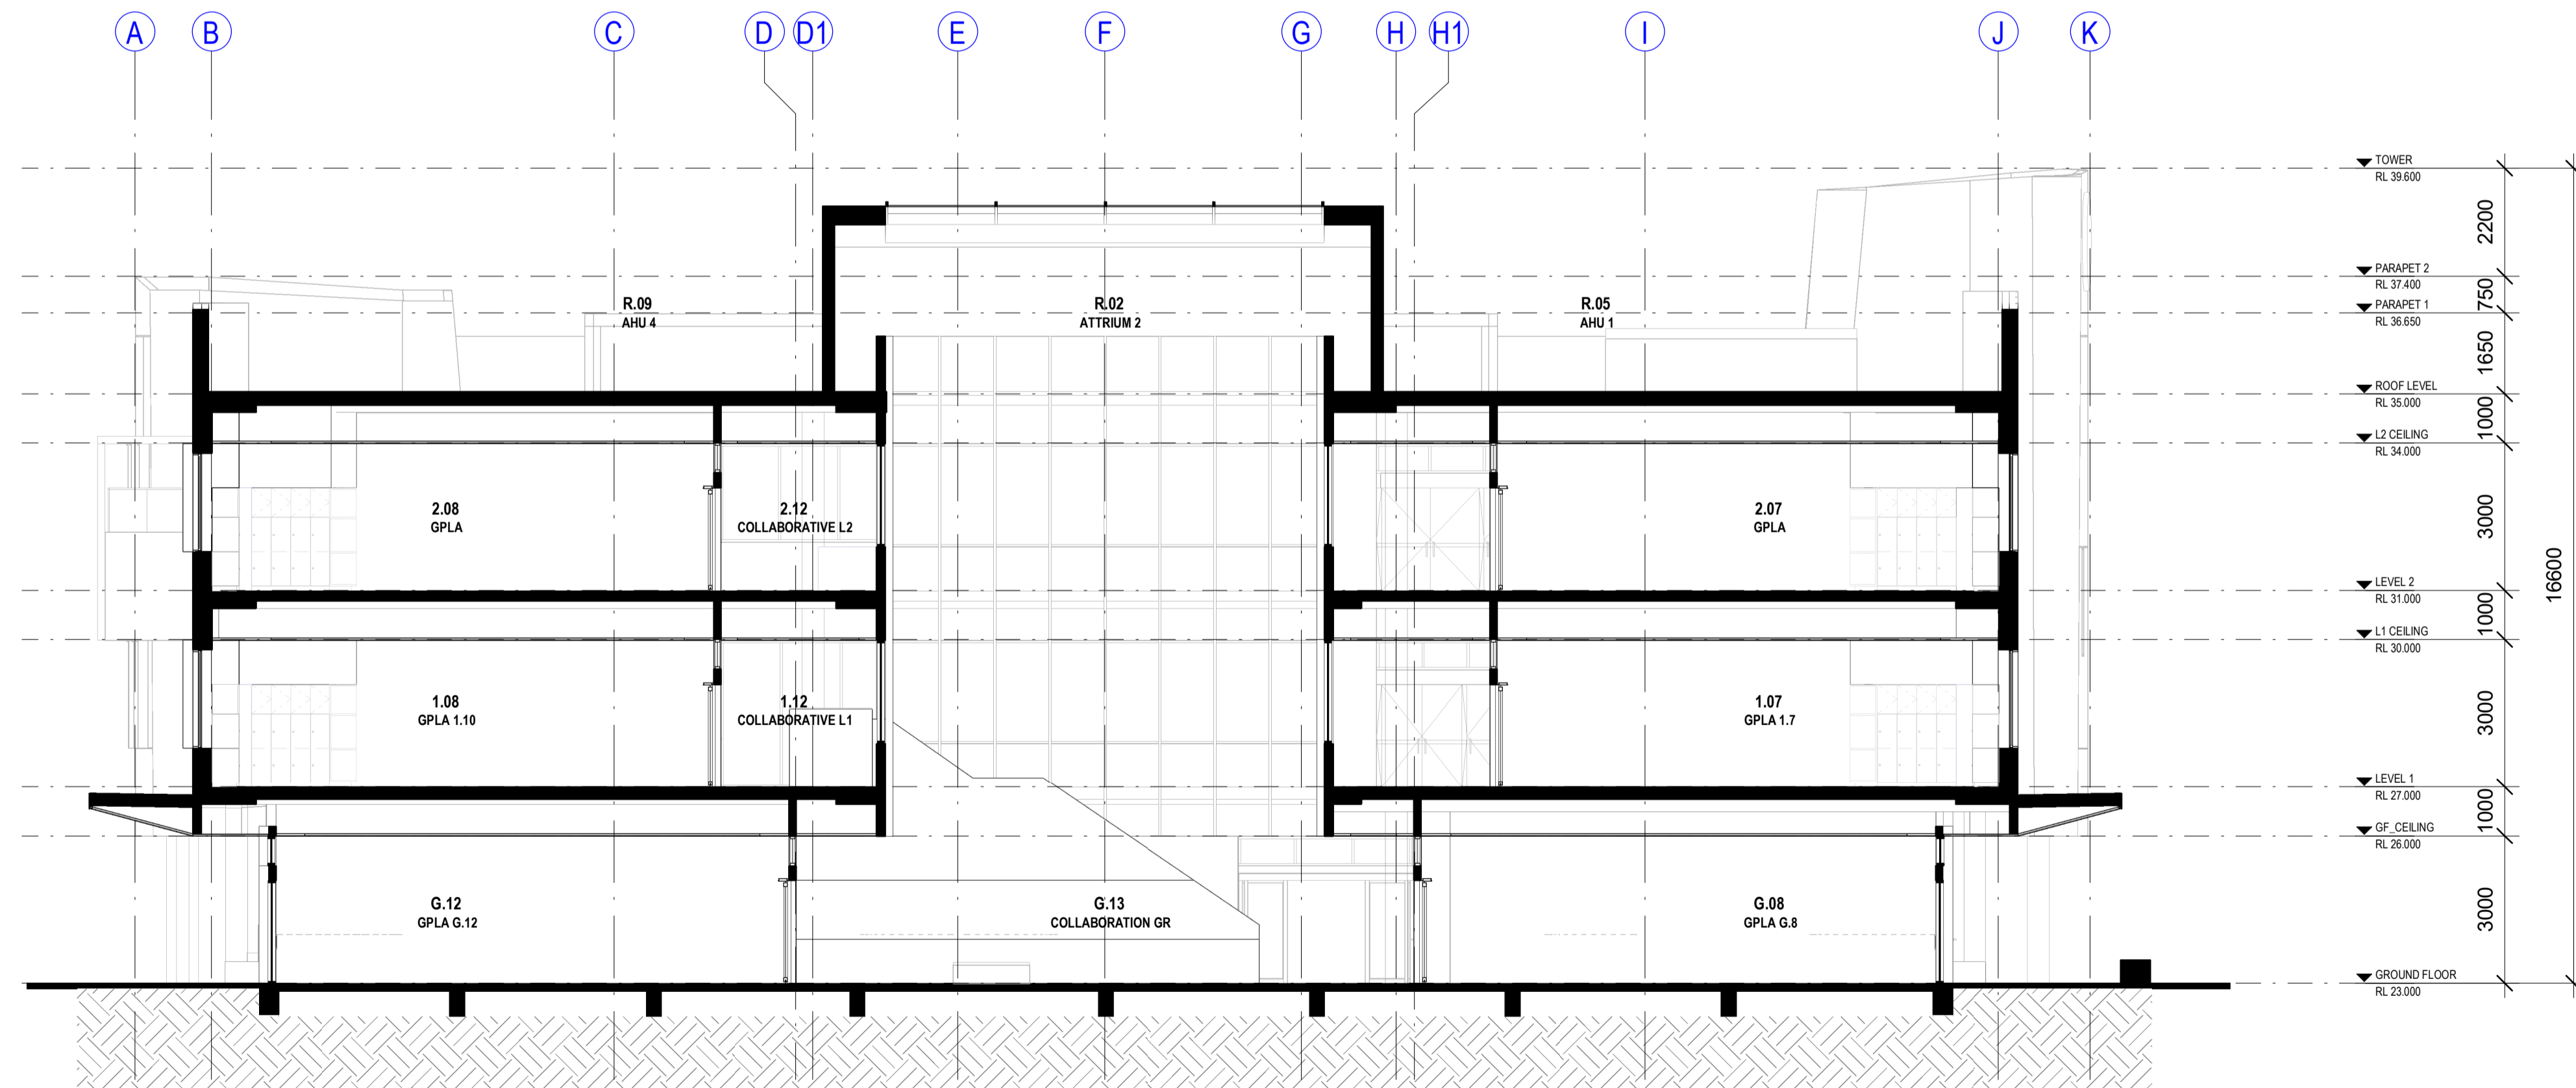 A
B
C
D
D1
E
F
G
H
H1
I
J
K
TOWER
RL 39.600
2200
PARAPET 2
RL 37.400
750
R.09
AHU 4
R.02
ATTRIUM 2
R.05
AHU 1
PARAPET 1
RL 36.650
1650
ROOF LEVEL
RL 35.000
1000
L2 CEILING
RL 34.000
2.08
GPLA
2.12
COLLABORATIVE L2
2.07
GPLA
3000
16600
LEVEL 2
RL 31.000
1000
L1 CEILING
RL 30.000
1.08
GPLA 1.10
1.12
COLLABORATIVE L1
1.07
GPLA 1.7
3000
LEVEL 1
RL 27.000
1000
GF_CEILING
RL 26.000
G.12
GPLA G.12
G.13
COLLABORATION GR
G.08
GPLA G.8
3000
GROUND FLOOR
RL 23.000